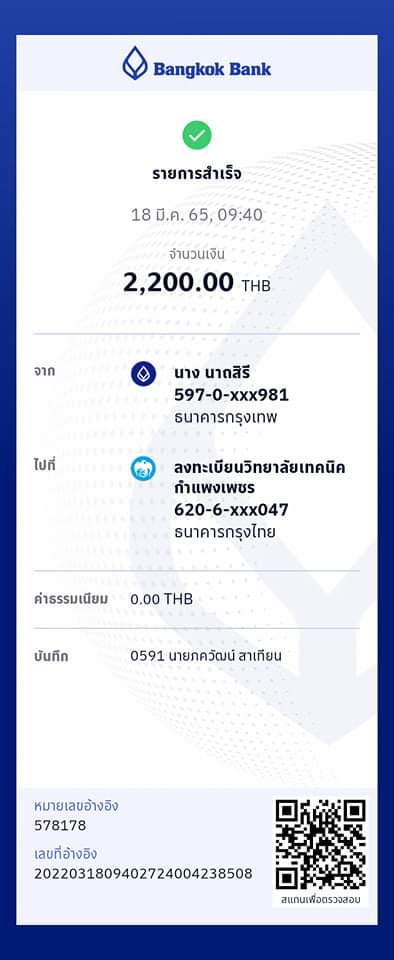 Bangkok Bank
รายการสำเร็จ
18 มี.ค. 65, 09:40
จำนวนเงิน
2,200.00 THB
จาก
นาง นาถสิรี
597-0-xxx981
ธนาคารกรุงเทพ
ไปที่
ลงทะเบียนวิทยาลัยเทคนิค
กำแพงเพชร
620-6-xxx047
ธนาคารกรุงไทย
ค่าธรรมเนียม 0.00 THB
บันทึก 0591 นายภควัฒน์ สาเทียน
หมายเลขอ้างอิง
578178
เลขที่อ้างอิง
2022031809402724004238508
สแกนเพื่อตรวจสอบ